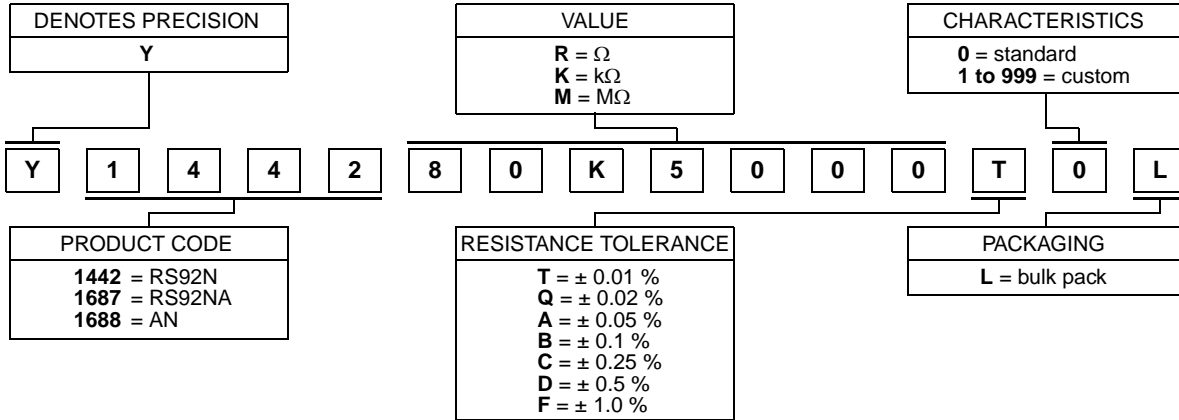 DENOTES PRECISION
Y
VALUE
R = Ω
K = kΩ
M = MΩ
CHARACTERISTICS
0 = standard
1 to 999 = custom
Y 1 4 4 2 8 0 K 5 0 0 0 T 0 L
PRODUCT CODE
1442 = RS92N
1687 = RS92NA
1688 = AN
RESISTANCE TOLERANCE
T = ± 0.01 %
Q = ± 0.02 %
A = ± 0.05 %
B = ± 0.1 %
C = ± 0.25 %
D = ± 0.5 %
F = ± 1.0 %
PACKAGING
L = bulk pack